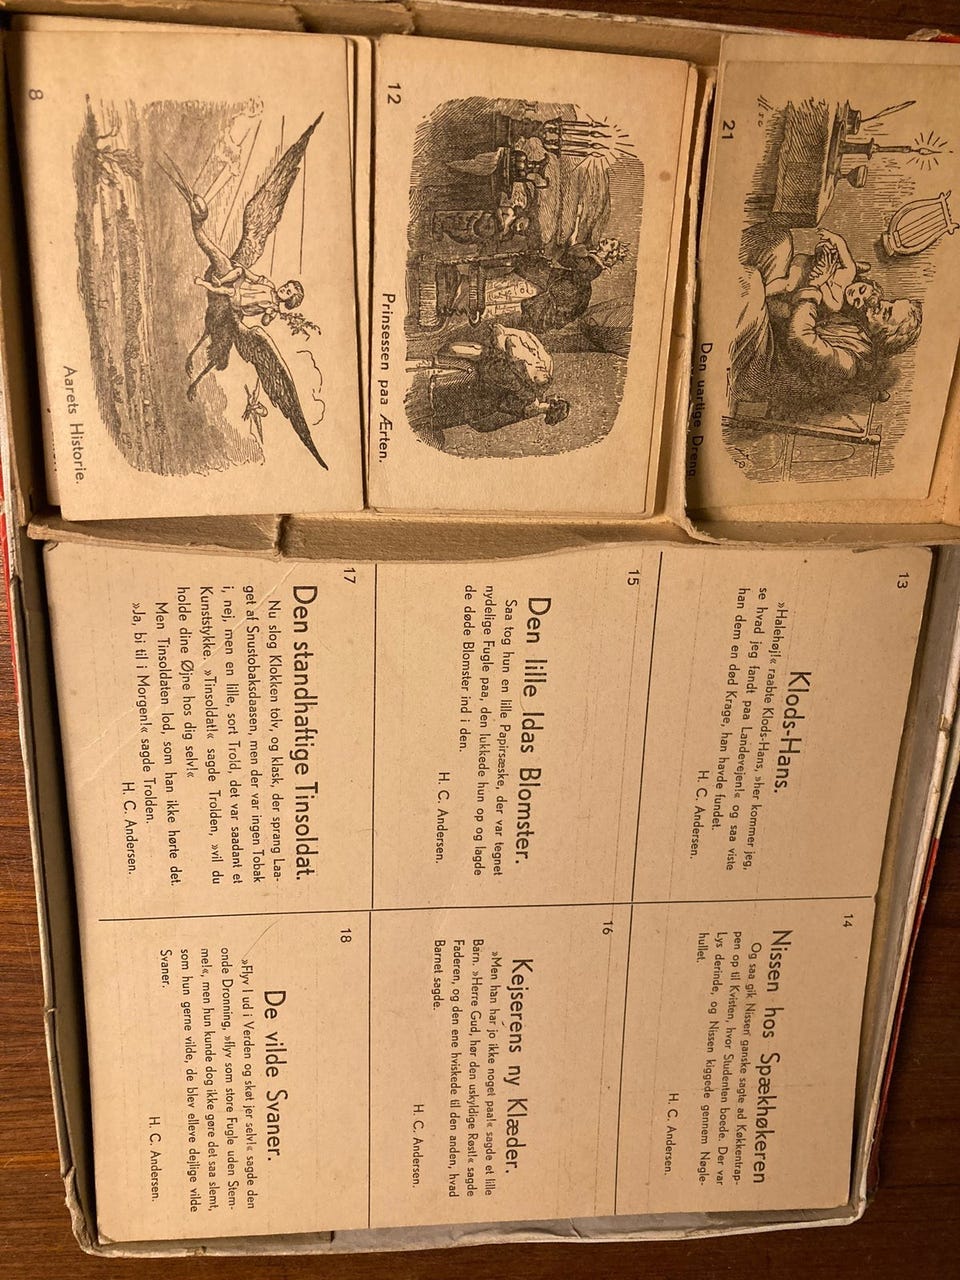 21
Den uartige Dreng
12
Prinsessen paa Ærten.
8
Aarets Historie.
13
Klods-Hans.
»Halehøj!« raabte Klods-Hans, »her kommer jeg,
se hvad jeg fandt paa Landevejen!« og saa viste
han dem en død Krage, han havde fundet.
H. C. Andersen.
14
Nissen hos Spækhøkeren
Og saa gik Nissen ganske sagte ad Køkkentrap-
pen op til Kvisten, hvor Studenten boede. Der var
Lys derinde, og Nissen kiggede gennem Nøgle-
hullet.
H. C. Andersen.
15
Den lille Idas Blomster.
Saa tog hun en lille Papirsæske, der var tegnet
nydelige Fugle paa, den lukkede hun op og lagde
de døde Blomster ind i den.
H. C. Andersen.
16
Kejserens ny Klæder.
»Men han har jo ikke noget paa!« sagde et lille
Barn. »Herre Gud, hør den uskyldige Røst!« sagde
Faderen, og den ene hviskede til den anden, hvad
Barnet sagde.
H. C. Andersen.
17
Den standhaftige Tinsoldat.
Nu slog Klokken tolv, og klask, der sprang Laa-
get af Snustobaksdaasen, men der var ingen Tobak
i, nej, men en lille, sort Trold, det var saadant et
Kunststykke. »Tinsoldat!« sagde Trolden, »vil du
holde dine Øjne hos dig selv!«
Men Tinsoldaten lod, som han ikke hørte det.
»Ja, bi til i Morgen!« sagde Trolden.
H. C. Andersen.
18
De vilde Svaner.
»Flyv I ud i Verden og skøt jer selv!« sagde den
onde Dronning, »flyv som store Fugle uden Stem-
me!«, men hun kunde dog ikke gøre det saa slemt,
som hun gerne vilde, de blev elleve dejlige vilde
Svaner.
H. C. Andersen.